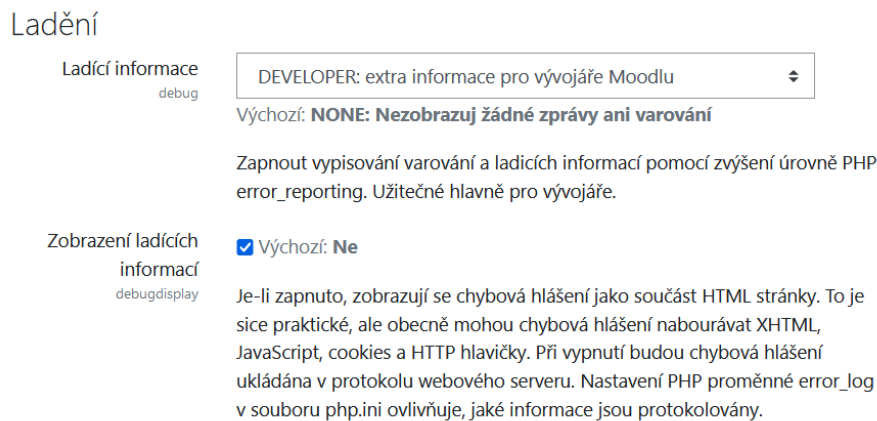 Ladění
Ladící informace
debug
DEVELOPER: extra informace pro vývojáře Moodlu
Výchozí: NONE: Nezobrazuj žádné zprávy ani varování
Zapnout vypisování varování a ladicích informací pomocí zvýšení úrovně PHP
error_reporting. Užitečné hlavně pro vývojáře.
Zobrazení ladících
informací
debugdisplay
Výchozí: Ne
Je-li zapnuto, zobrazují se chybová hlášení jako součást HTML stránky. To je
sice praktické, ale obecně mohou chybová hlášení nabourávat XHTML,
JavaScript, cookies a HTTP hlavičky. Při vypnutí budou chybová hlášení
ukládána v protokolu webového serveru. Nastavení PHP proměnné error_log
v souboru php.ini ovlivňuje, jaké informace jsou protokolovány.